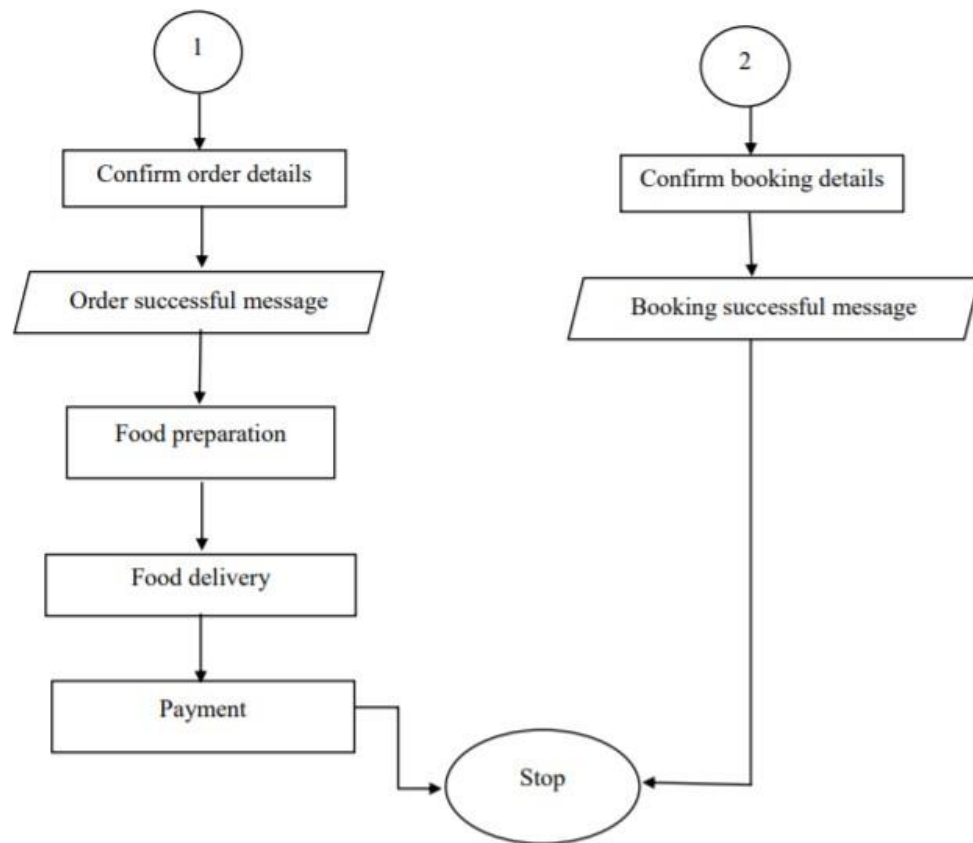 1
Confirm order details
Order successful message
Food preparation
Food delivery
Payment
2
Confirm booking details
Booking successful message
Stop